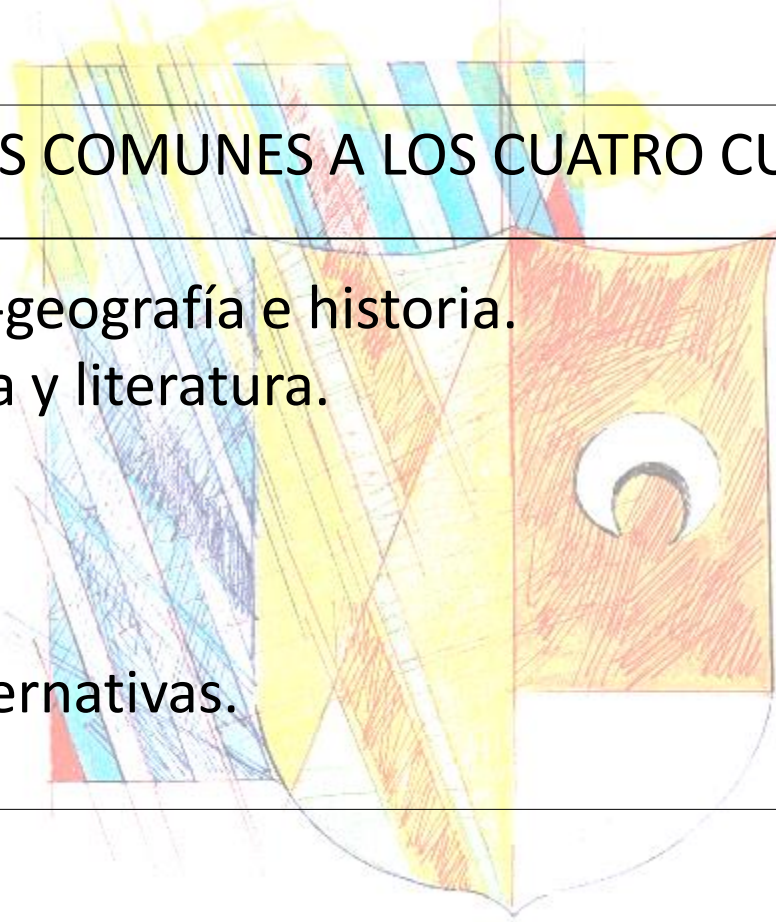 S COMUNES A LOS CUATRO CU
-geografía e historia.
a y literatura.
ernativas.